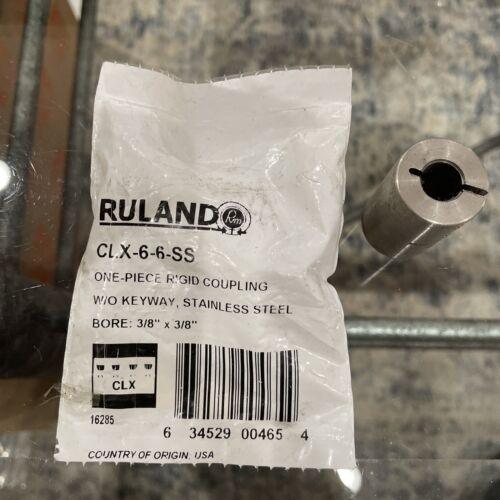 RULAND Rm
CLX-6-6-SS
ONE-PIECE RIGID COUPLING
W/O KEYWAY, STAINLESS STEEL
BORE: 3/8" x 3/8"
CLX
16285
6 34529 00465 4
COUNTRY OF ORIGIN: USA